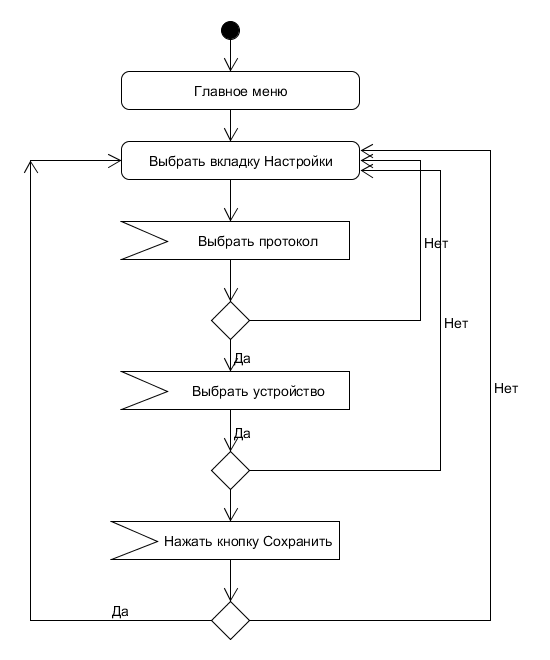 Главное меню
Выбрать вкладку Настройки
Выбрать протокол
Нет
Нет
Да
Выбрать устройство
Нет
Да
Нажать кнопку Сохранить
Да